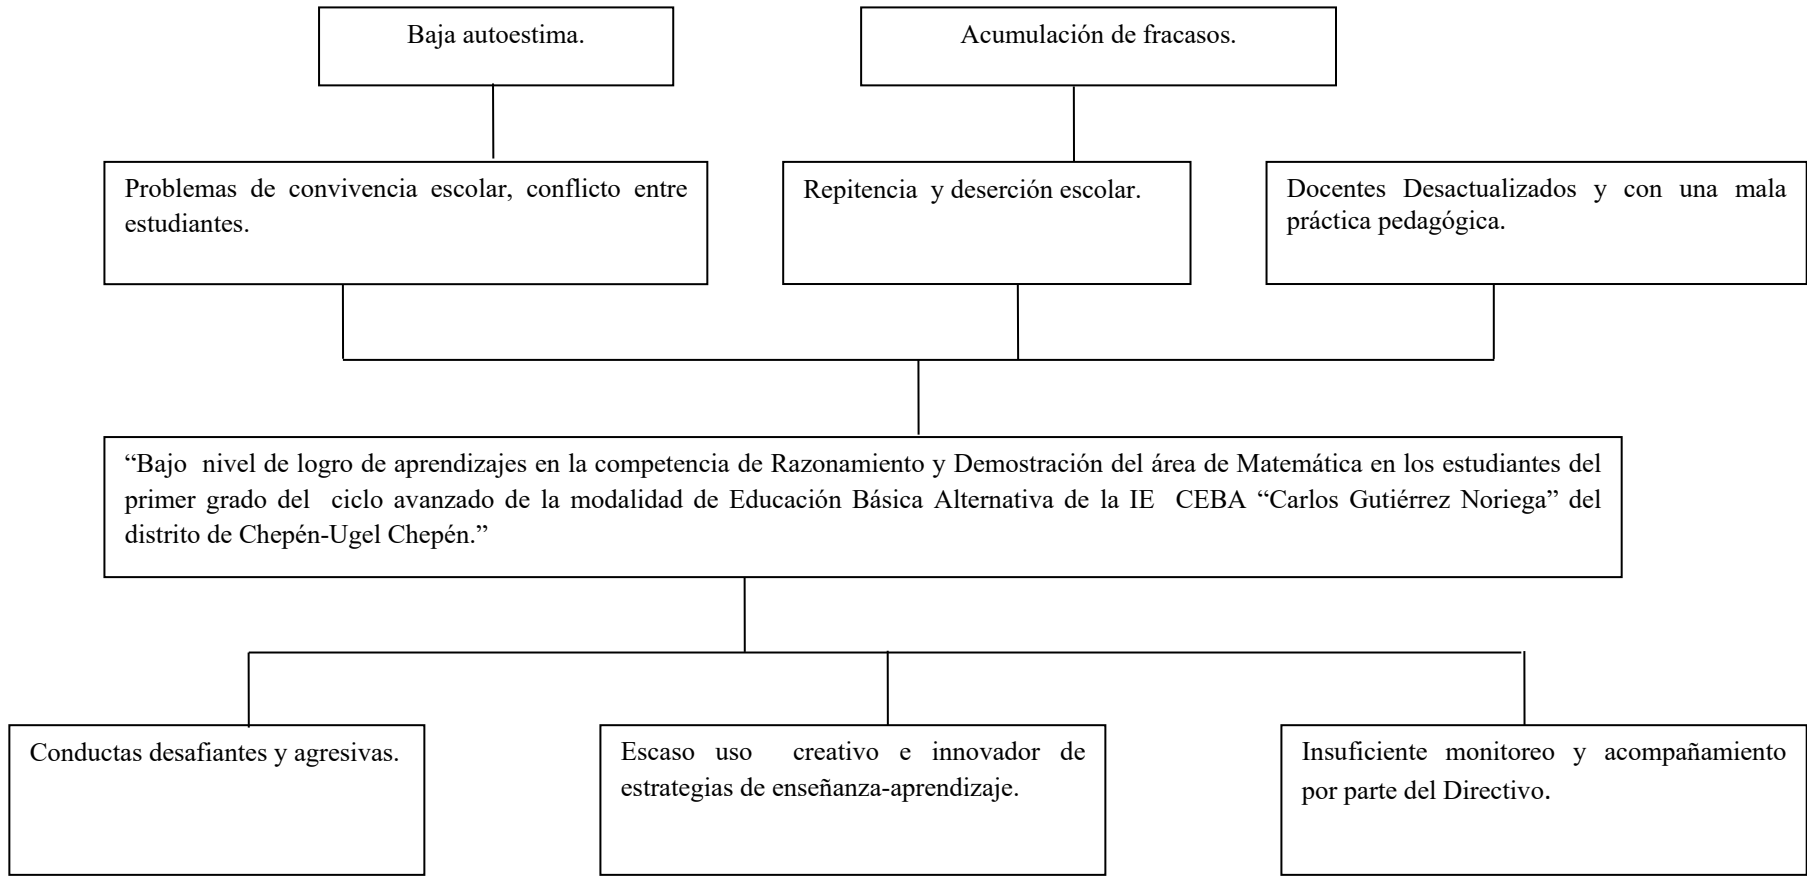 Baja autoestima.
Acumulación de fracasos.
Problemas de convivencia escolar, conflicto entre
estudiantes.
Repitencia y deserción escolar.
Docentes Desactualizados y con una mala
práctica pedagógica.
“Bajo nivel de logro de aprendizajes en la competencia de Razonamiento y Demostración del área de Matemática en los estudiantes del
primer grado del ciclo avanzado de la modalidad de Educación Básica Alternativa de la IE CEBA “Carlos Gutiérrez Noriega” del
distrito de Chepén-Ugel Chepén.”
Conductas desafiantes y agresivas.
Escaso uso creativo e innovador de
estrategias de enseñanza-aprendizaje.
Insuficiente monitoreo y acompañamiento
por parte del Directivo.